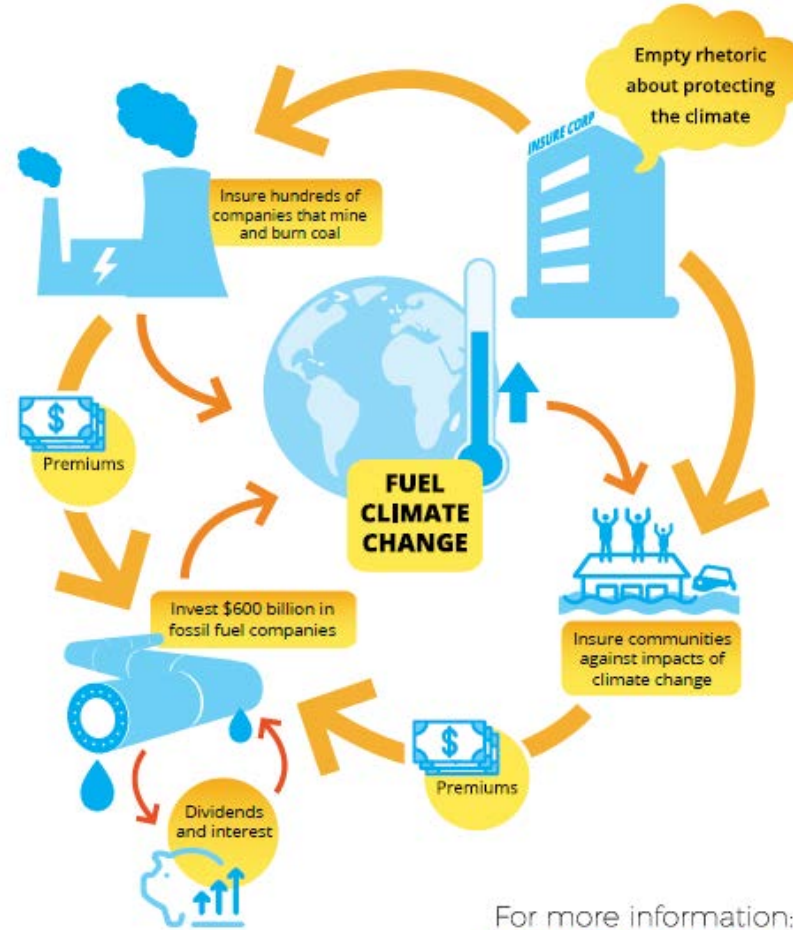 Empty rhetoric
about protecting
the climate
INSURE CORP
Insure hundreds of
companies that mine
and burn coal
$
Premiums
FUEL
CLIMATE
CHANGE
Invest $600 billion in
fossil fuel companies
Insure communities
against impacts of
climate change
$
Premiums
Dividends
and interest
For more information: